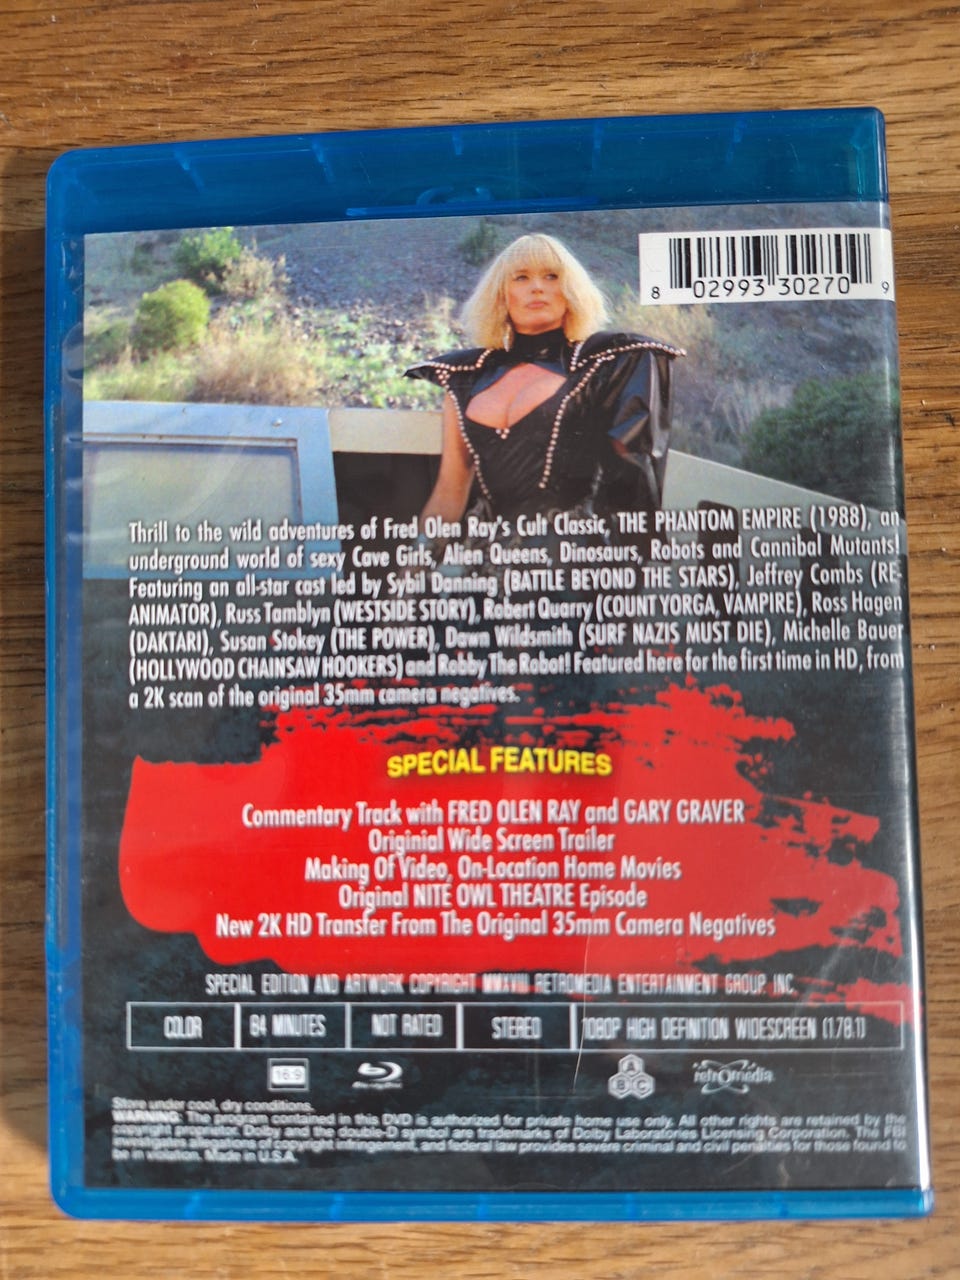 8 02993 30270 9
Thrill to the wild adventures of Fred Olen Ray's Cult Classic, THE PHANTOM EMPIRE (1988), an
underground world of sexy Cave Girls, Alien Queens, Dinosaurs, Robots and Cannibal Mutants!
Featuring an all-star cast led by Sybil Danning (BATTLE BEYOND THE STARS), Jeffrey Combs (RE-
ANIMATOR), Russ Tamblyn (WESTSIDE STORY), Robert Quarry (COUNT YORGA, VAMPIRE), Ross Hagen
(DAKTARI), Susan Stokey (THE POWER), Dawn Wildsmith (SURF NAZIS MUST DIE), Michelle Bauer
(HOLLYWOOD CHAINSAW HOOKERS) and Robby The Robot! Featured here for the first time in HD, from
a 2K scan of the original 35mm camera negatives.
SPECIAL FEATURES
Commentary Track with FRED OLEN RAY and GARY GRAVER
Originial Wide Screen Trailer
Making Of Video, On-Location Home Movies
Original NITE OWL THEATRE Episode
New 2K HD Transfer From The Original 35mm Camera Negatives
SPECIAL EDITION AND ARTWORK COPYRIGHT MMXVIII RETROMEDIA ENTERTAINMENT GROUP, INC.
COLOR 84 MINUTES NOT RATED STEREO 1080P HIGH DEFINITION WIDESCREEN (1.78.1)
16:9 Blu-ray Disc ABC retromedia
Store under cool, dry conditions.
WARNING: The program contained in this DVD is authorized for private home use only. All other rights are retained by the
copyright proprietor. Dolby and the double-D symbol are trademarks of Dolby Laboratories Licensing Corporation. The FBI
investigates allegations of copyright infringement, and federal law provides severe criminal and civil penalties for those found to
be in violation. Made in U.S.A.